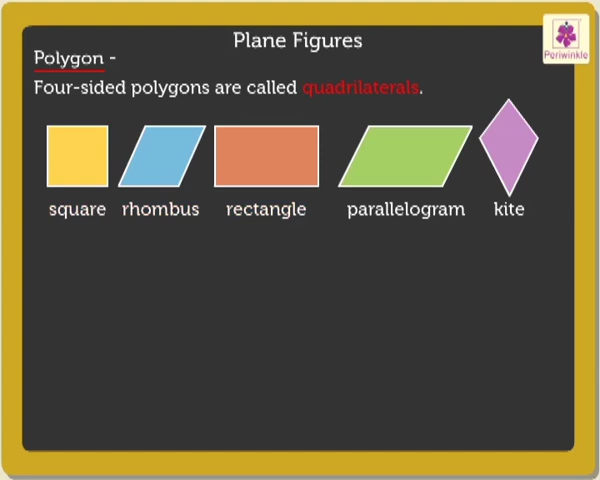 Plane Figures
Periwinkle
Polygon -
Four-sided polygons are called quadrilaterals.
square rhombus rectangle parallelogram kite